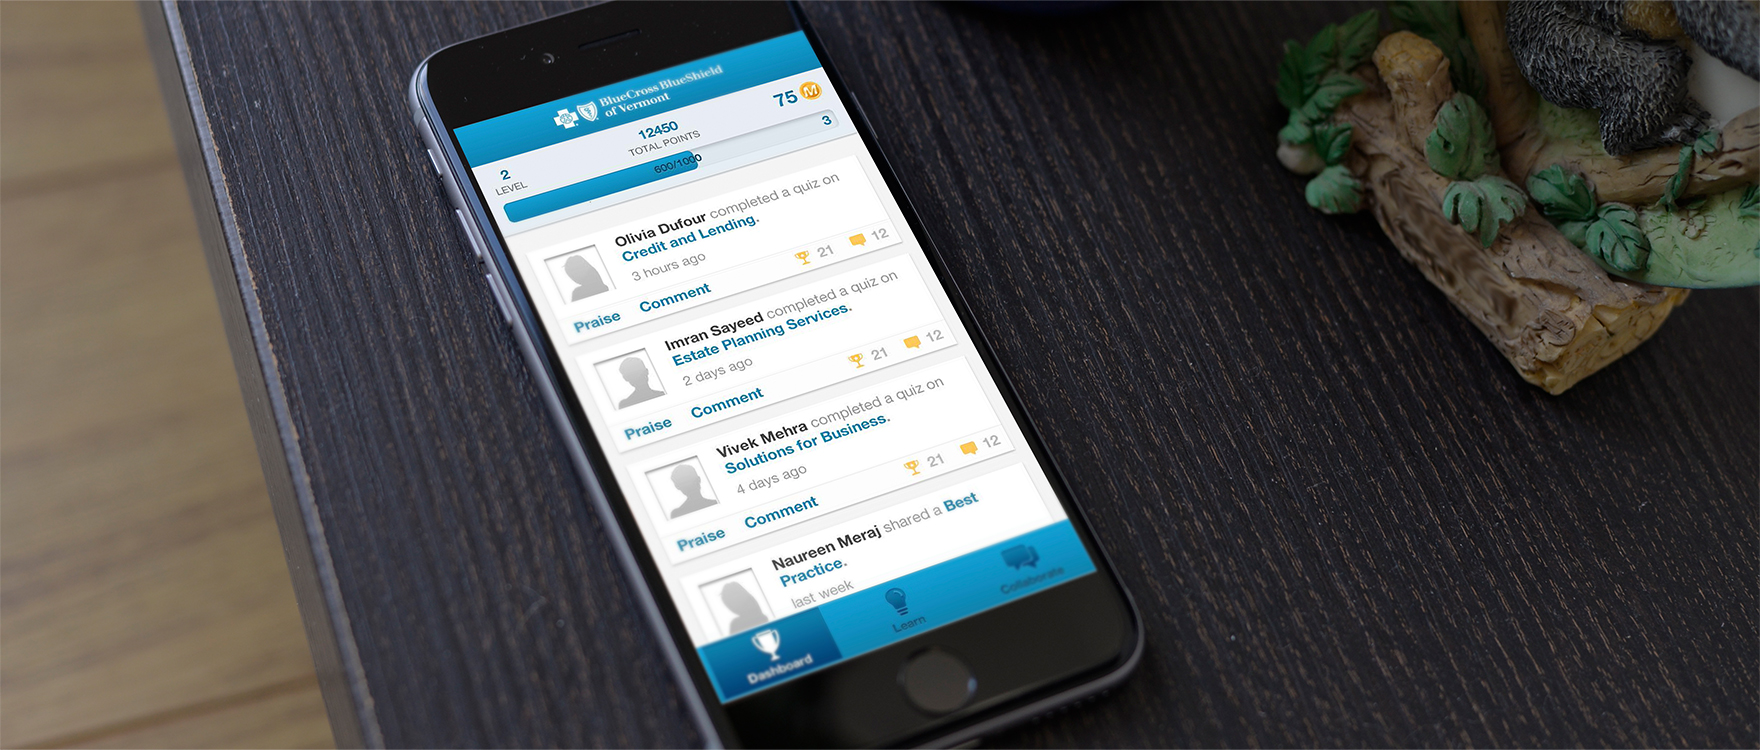 BlueCross BlueShield
of Vermont
12450
TOTAL POINTS
75 M
2
LEVEL
600/1000
3
Olivia Dufour completed a quiz on
Credit and Lending.
3 hours ago
21 12
Praise Comment
Imran Sayeed completed a quiz on
Estate Planning Services.
2 days ago
21 12
Praise Comment
Vivek Mehra completed a quiz on
Solutions for Business.
4 days ago
21 12
Praise Comment
Naureen Meraj shared a Best
Practice.
last week
Dashboard
Learn
Collaborate